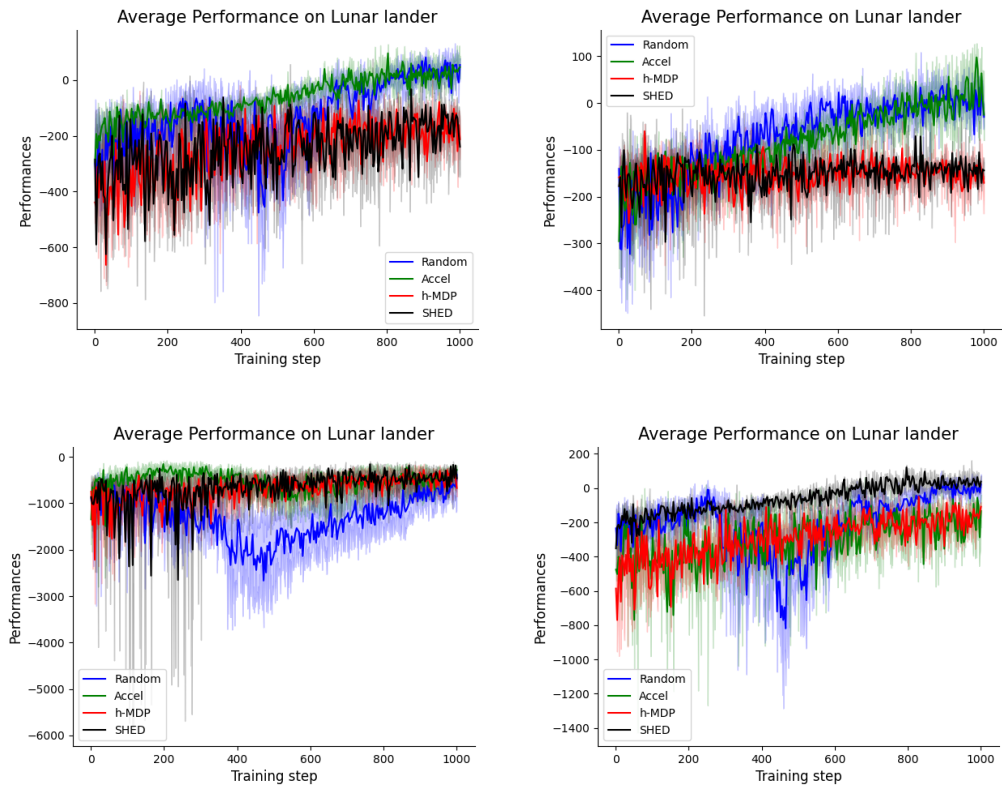 Average Performance on Lunar lander
Performances
0
−200
−400
−600
−800
Random
Accel
h-MDP
SHED
0 200 400 600 800 1000
Training step
Average Performance on Lunar lander
Performances
100
0
−100
−200
−300
−400
Random
Accel
h-MDP
SHED
0 200 400 600 800 1000
Training step
Average Performance on Lunar lander
Performances
0
−1000
−2000
−3000
−4000
−5000
−6000
Random
Accel
h-MDP
SHED
0 200 400 600 800 1000
Training step
Average Performance on Lunar lander
Performances
200
0
−200
−400
−600
−800
−1000
−1200
−1400
Random
Accel
h-MDP
SHED
0 200 400 600 800 1000
Training step